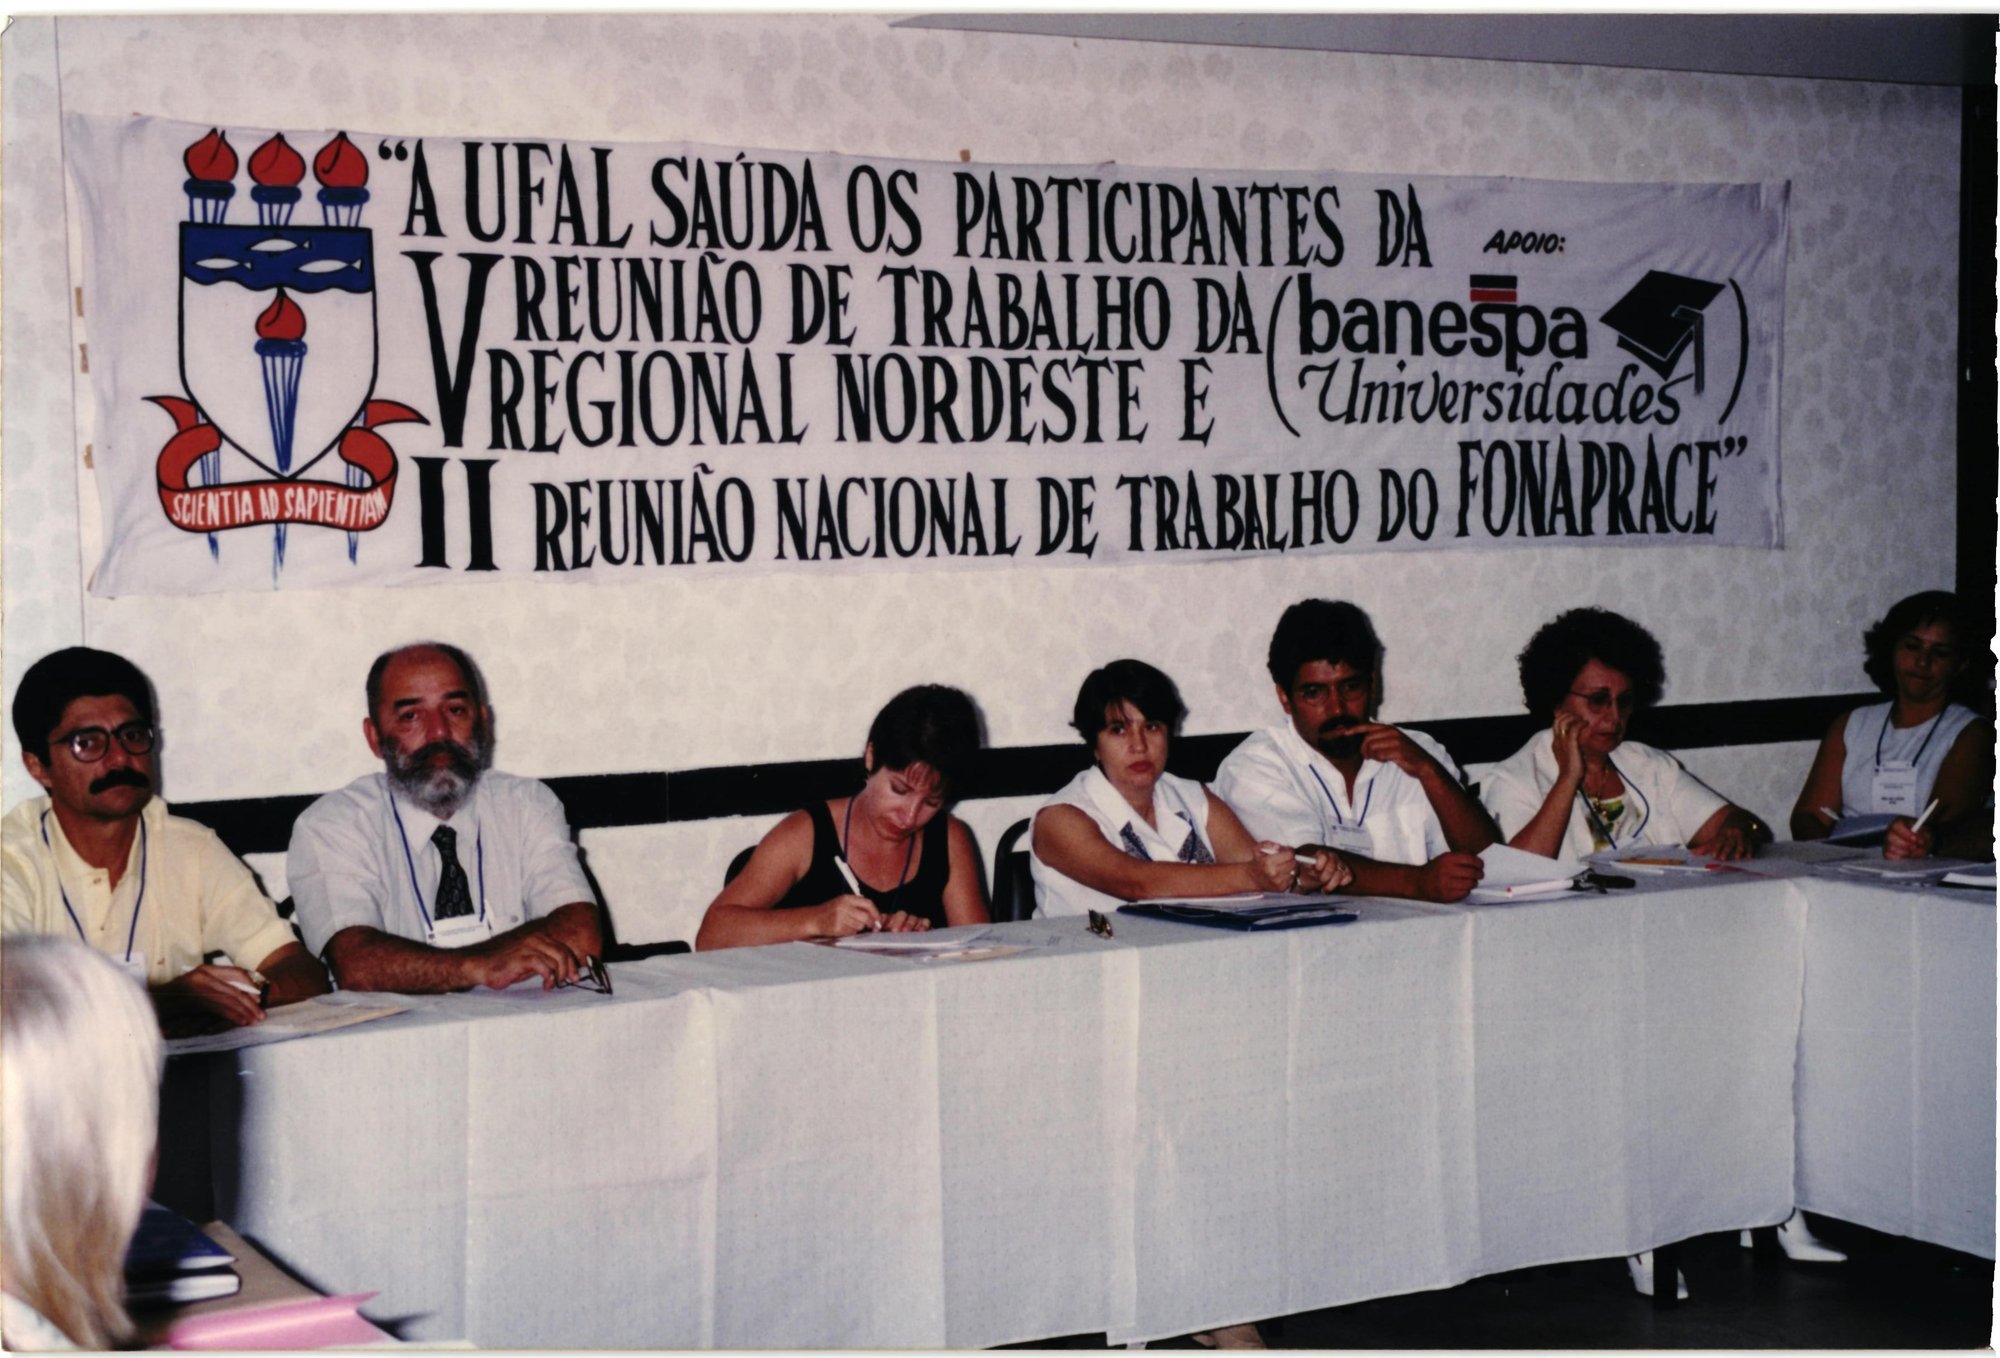 “A UFAL SAÚDA OS PARTICIPANTES DA
V REUNIÃO DE TRABALHO DA
REGIONAL NORDESTE E
II REUNIÃO NACIONAL DE TRABALHO DO FONAPRACE”
APOIO:
(banespa
Universidades)
SCIENTIA AD SAPIENTIAM